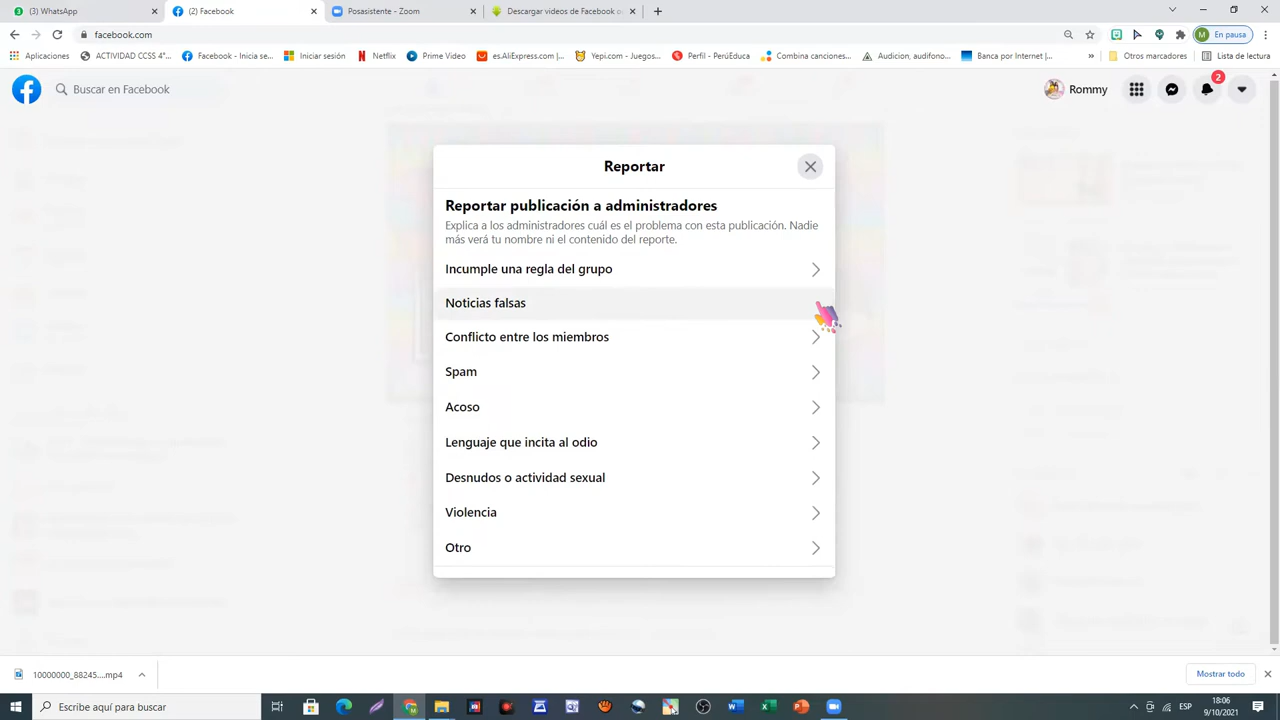 (3) WhatsApp
(2) Facebook
Posasistente - Zoom
Descargar videos de Facebook o
facebook.com
En pausa
Aplicaciones
ACTIVIDAD CCSS 4"...
Facebook - Inicia se...
Iniciar sesión
Netflix
Prime Video
es.AliExpress.com |...
Yepi.com - Juegos...
Perfil - PerúEduca
Combina canciones...
Audicion, audifono...
Banca por Internet |...
Otros marcadores
Lista de lectura
Buscar en Facebook
Rommy
2
Reportar
Reportar publicación a administradores
Explica a los administradores cuál es el problema con esta publicación. Nadie
más verá tu nombre ni el contenido del reporte.
Incumple una regla del grupo
Noticias falsas
Conflicto entre los miembros
Spam
Acoso
Lenguaje que incita al odio
Desnudos o actividad sexual
Violencia
Otro
10000000_88245....mp4
Mostrar todo
Escribe aquí para buscar
ESP
18:06
9/10/2021